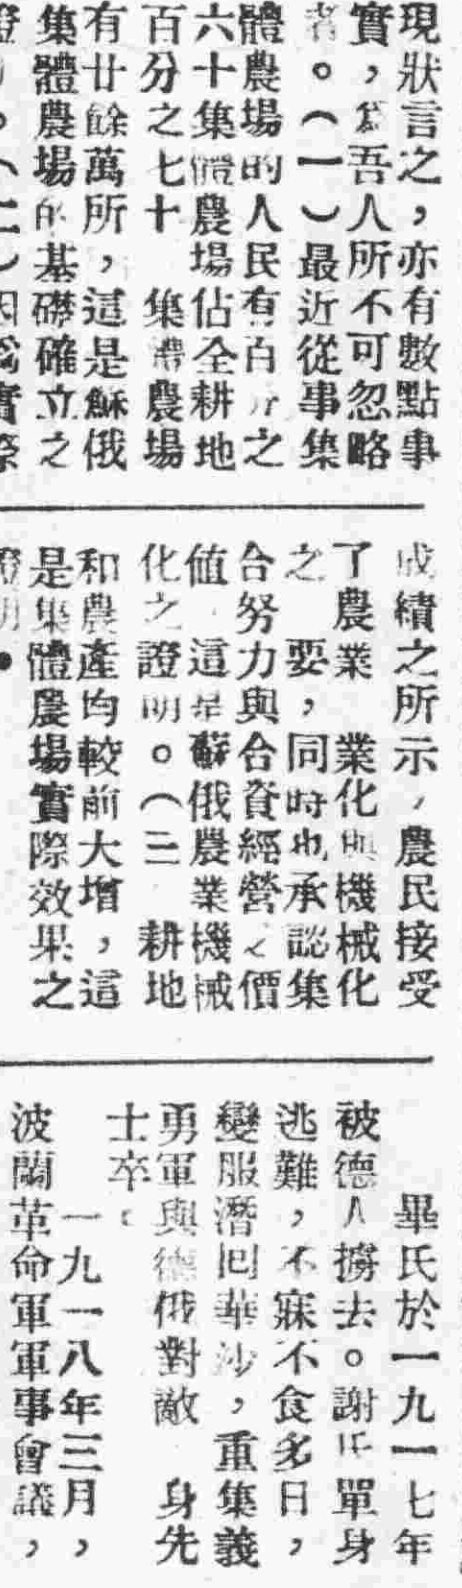 現狀言之，亦有數點事
實，為吾人所不可忽略
者。（一）最近從事集
體農場的人民有百分之
六十集體農場佔全耕地
百分之七十　集體農場
有廿餘萬所，這是穌俄
集體農場的基礎確立之
成績之所示，農民接受
了農業　業化與機械化
之　要，同時也承認集
合努力與合資經營之價
值　這是蘇俄農業機械
化之證明。（三　耕地
和農產均較前大增，這
是集體農場實際效果之
畢氏於一九一七年
被德人擄去。謝氏單身
逃難，不寐不食多日，
變服潛回華沙，重集義
勇軍與德俄對敵　身先
士卒。
一九一八年三月，
波蘭革命軍軍事會議，